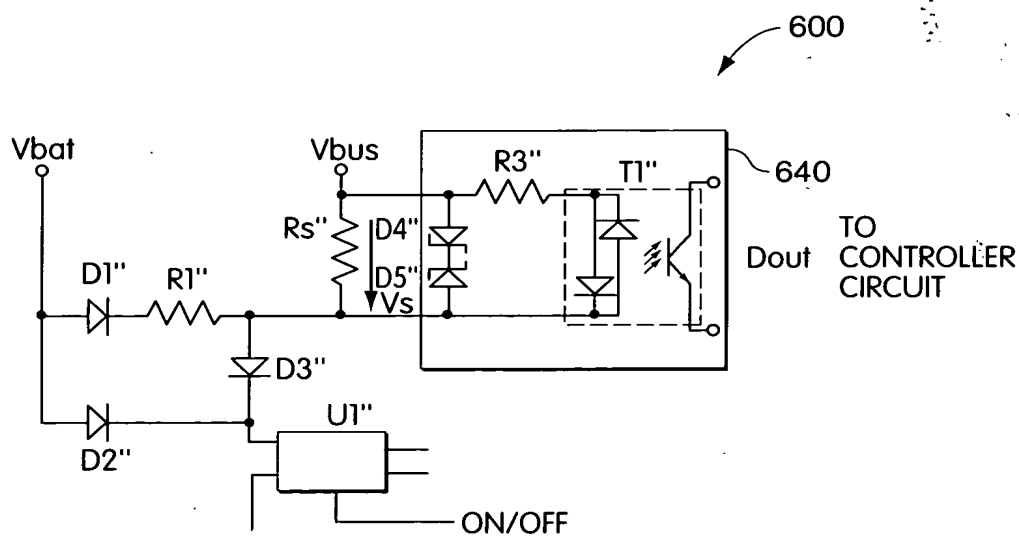 600
Vbat
Vbus
R3"
T1"
640
Rs"
D4"
D5"
Vs
Dout
TO
CONTROLLER
CIRCUIT
D1"
R1"
D3"
D2"
U1"
ON/OFF